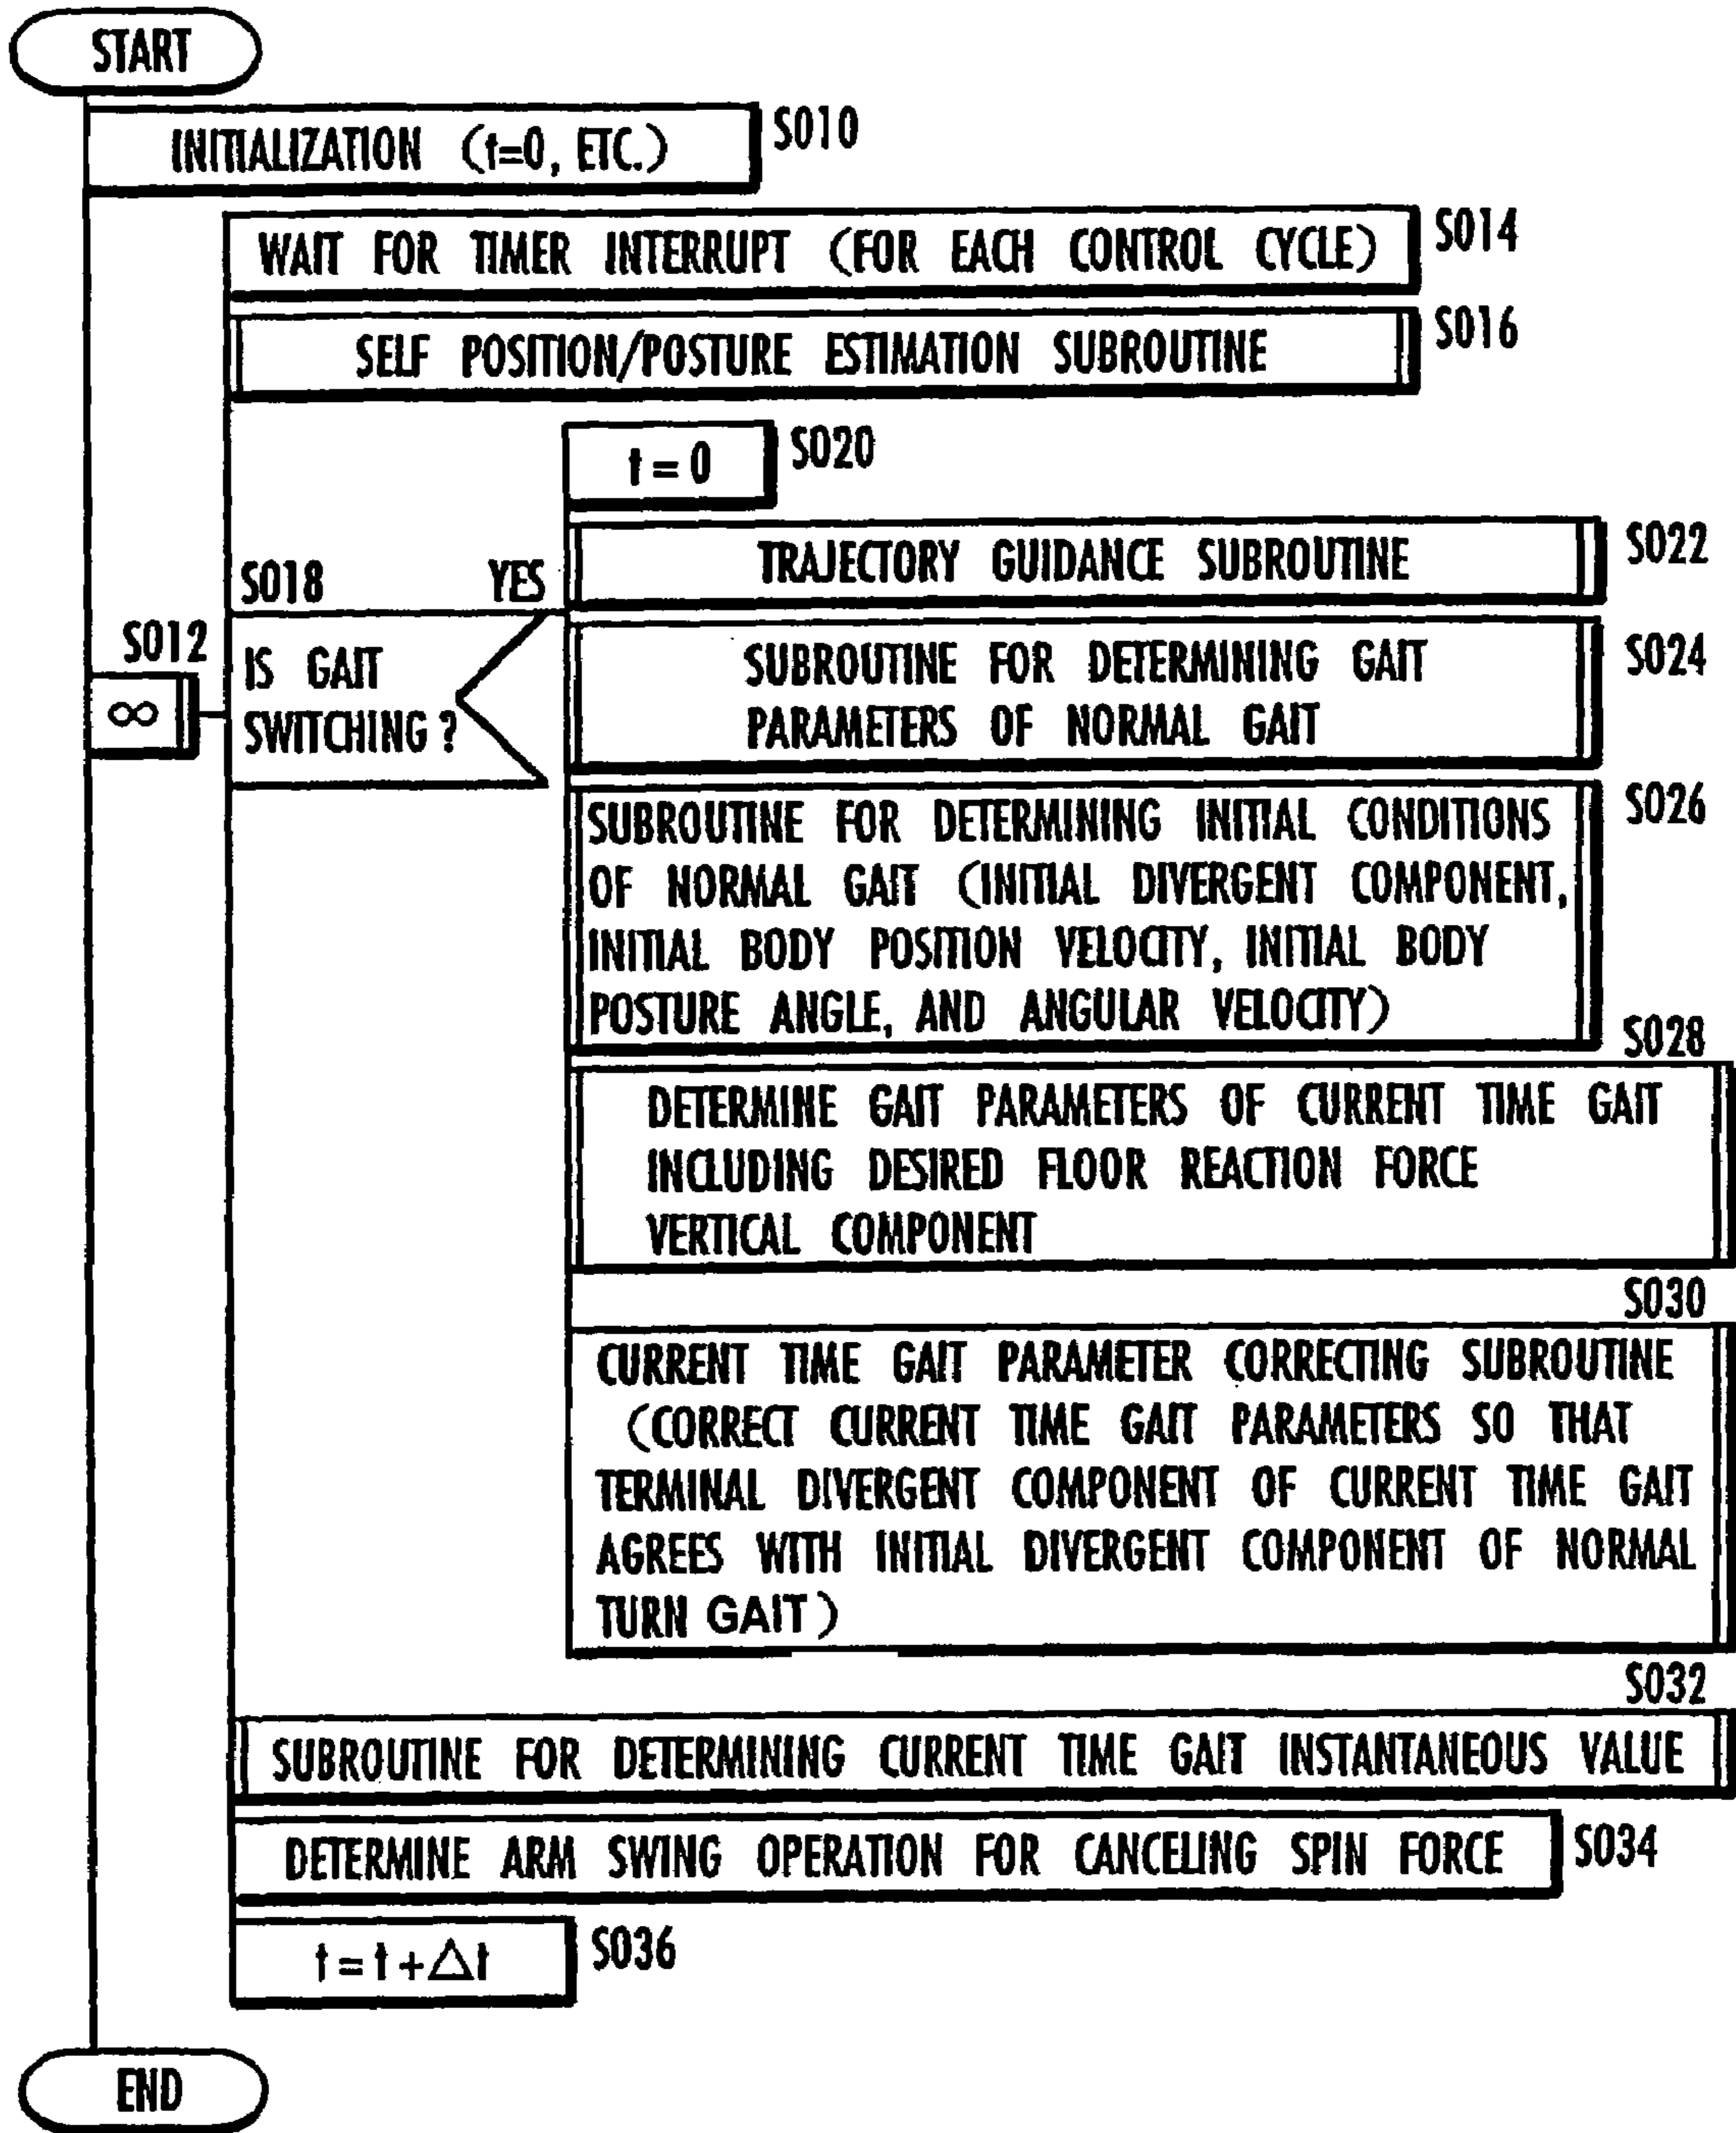 START
INITIALIZATION (t=0, ETC.) S010
WAIT FOR TIMER INTERRUPT (FOR EACH CONTROL CYCLE) S014
SELF POSITION/POSTURE ESTIMATION SUBROUTINE S016
t = 0 S020
TRAJECTORY GUIDANCE SUBROUTINE S022
S018 YES
S012
∞
IS GAIT
SWITCHING ?
SUBROUTINE FOR DETERMINING GAIT S024
PARAMETERS OF NORMAL GAIT
SUBROUTINE FOR DETERMINING INITIAL CONDITIONS S026
OF NORMAL GAIT (INITIAL DIVERGENT COMPONENT,
INITIAL BODY POSITION VELOCITY, INITIAL BODY
POSTURE ANGLE, AND ANGULAR VELOCITY)
S028
DETERMINE GAIT PARAMETERS OF CURRENT TIME GAIT
INCLUDING DESIRED FLOOR REACTION FORCE
VERTICAL COMPONENT
S030
CURRENT TIME GAIT PARAMETER CORRECTING SUBROUTINE
(CORRECT CURRENT TIME GAIT PARAMETERS SO THAT
TERMINAL DIVERGENT COMPONENT OF CURRENT TIME GAIT
AGREES WITH INITIAL DIVERGENT COMPONENT OF NORMAL
TURN GAIT)
S032
SUBROUTINE FOR DETERMINING CURRENT TIME GAIT INSTANTANEOUS VALUE
DETERMINE ARM SWING OPERATION FOR CANCELING SPIN FORCE S034
t = t + △t S036
END